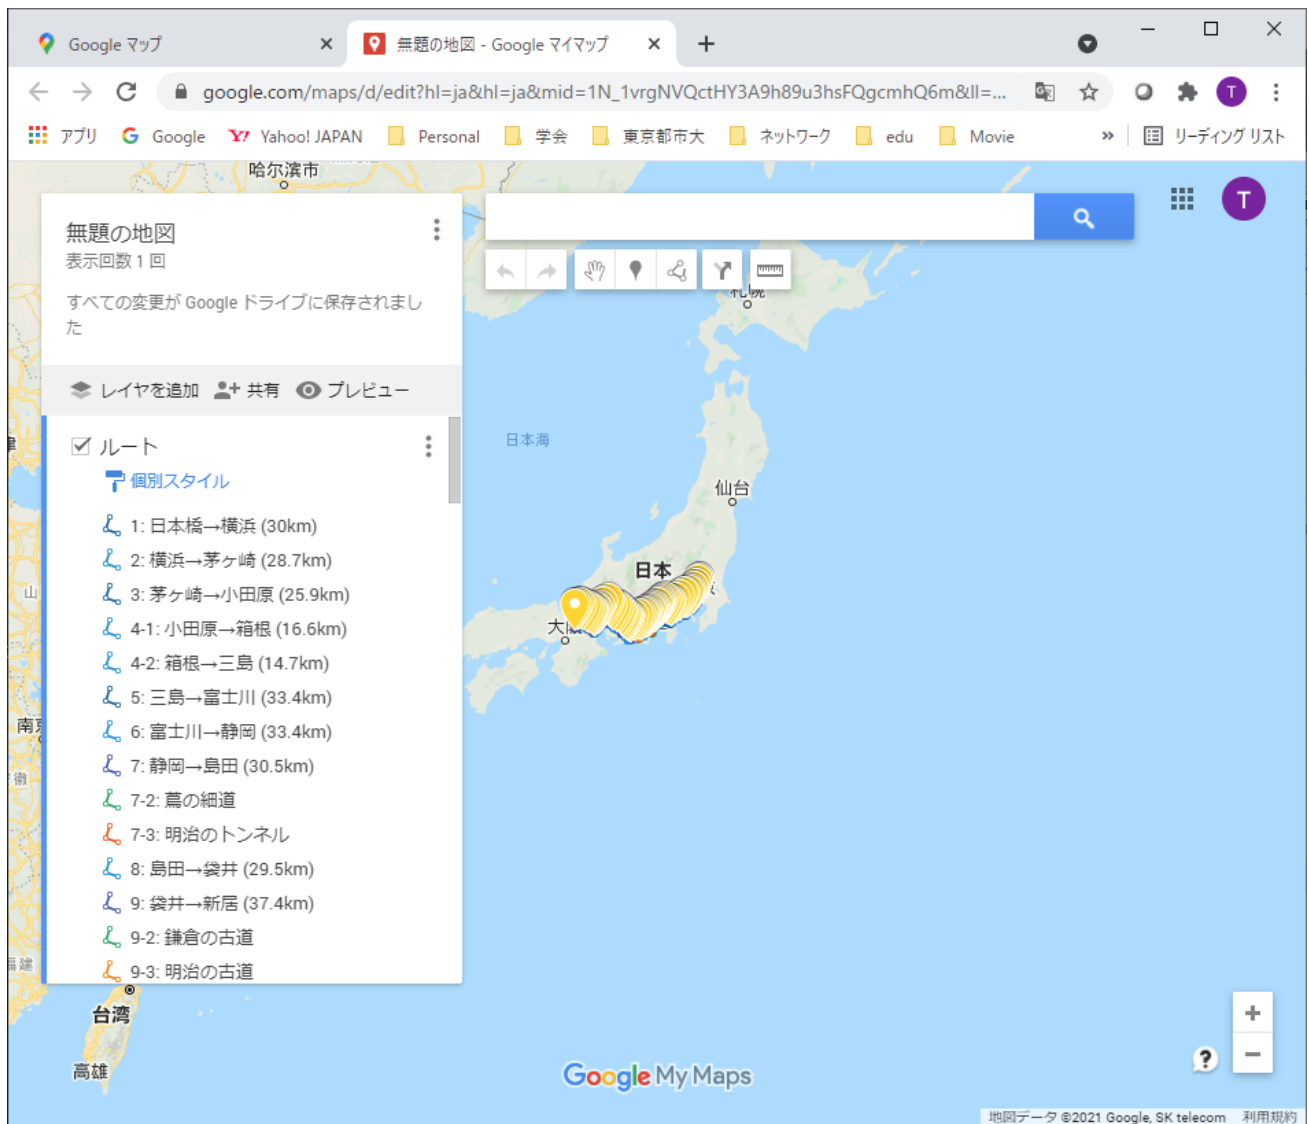 Google マップ
無題の地図 - Google マイマップ
google.com/maps/d/edit?hl=ja&hl=ja&mid=1N_1vrgNVQctHY3A9h89u3hsFQgcmhQ6m&ll=...
T
アプリ
Google
Yahoo! JAPAN
Personal
学会
東京都市大
ネットワーク
edu
Movie
»
リーディング リスト
哈尔滨市
T
無題の地図
表示回数 1 回
すべての変更が Google ドライブに保存されまし
た
レイヤを追加
共有
プレビュー
札幌
ルート
個別スタイル
日本海
仙台
1: 日本橋→横浜 (30km)
2: 横浜→茅ヶ崎 (28.7km)
日本
3: 茅ヶ崎→小田原 (25.9km)
山
4-1: 小田原→箱根 (16.6km)
大阪
4-2: 箱根→三島 (14.7km)
5: 三島→富士川 (33.4km)
6: 富士川→静岡 (33.4km)
南京
7: 静岡→島田 (30.5km)
徽
7-2: 蔦の細道
7-3: 明治のトンネル
8: 島田→袋井 (29.5km)
9: 袋井→新居 (37.4km)
9-2: 鎌倉の古道
福建
9-3: 明治の古道
台湾
高雄
Google My Maps
地図データ ©2021 Google, SK telecom
利用規約